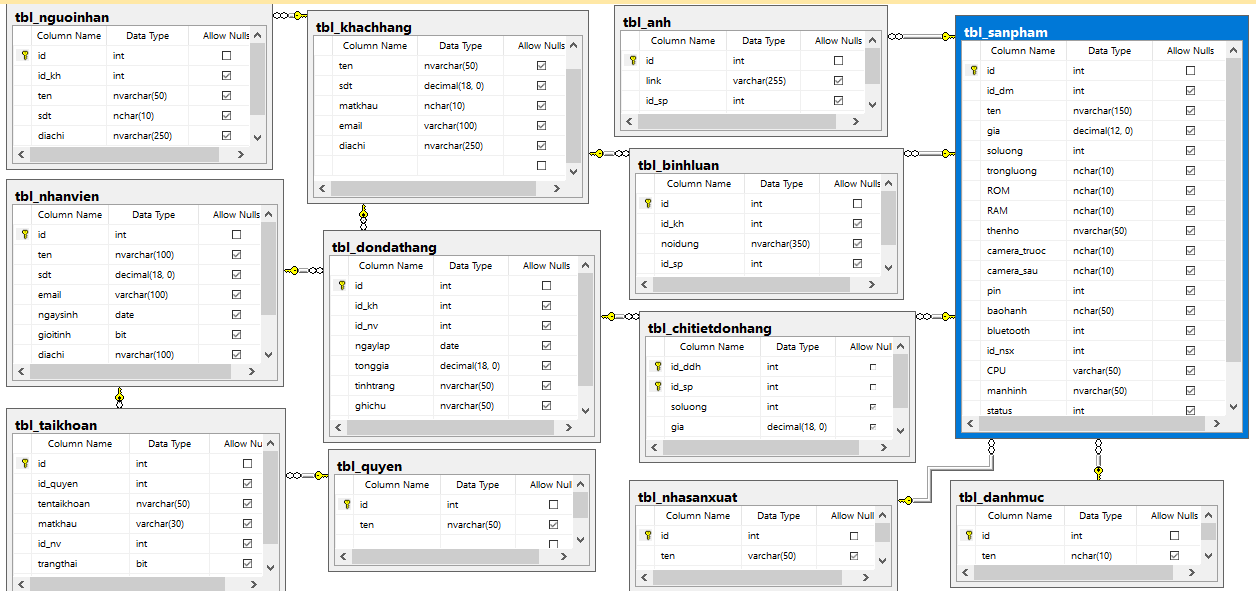 tbl_nguoinhan
Column Name Data Type Allow Nulls
id int
id_kh int
ten nvarchar(50)
sdt nchar(10)
diachi nvarchar(250)
tbl_khachhang
Column Name Data Type Allow Nulls
ten nvarchar(50)
sdt decimal(18, 0)
matkhau nchar(10)
email varchar(100)
diachi nvarchar(250)
tbl_anh
Column Name Data Type Allow Nulls
id int
link varchar(255)
id_sp int
tbl_sanpham
Column Name Data Type Allow Nulls
id int
id_dm int
ten nvarchar(150)
gia decimal(12, 0)
soluong int
trongluong nchar(10)
ROM nchar(10)
RAM nchar(10)
thenho nvarchar(50)
camera_truoc nchar(10)
camera_sau nchar(10)
pin int
baohanh nchar(50)
bluetooth int
id_nsx int
CPU varchar(50)
manhinh nvarchar(50)
status int
tbl_binhluan
Column Name Data Type Allow Nulls
id int
id_kh int
noidung nvarchar(350)
id_sp int
tbl_nhanvien
Column Name Data Type Allow Nulls
id int
ten nvarchar(100)
sdt decimal(18, 0)
email varchar(100)
ngaysinh date
gioitinh bit
diachi nvarchar(100)
tbl_dondathang
Column Name Data Type Allow Nulls
id int
id_kh int
id_nv int
ngaylap date
tonggia decimal(18, 0)
tinhtrang nvarchar(50)
ghichu nvarchar(50)
tbl_chitietdonhang
Column Name Data Type Allow Nul
id_ddh int
id_sp int
soluong int
gia decimal(18, 0)
tbl_taikhoan
Column Name Data Type Allow Nu
id int
id_quyen int
tentaikhoan nvarchar(50)
matkhau varchar(30)
id_nv int
trangthai bit
tbl_quyen
Column Name Data Type Allow Nul
id int
ten nvarchar(50)
tbl_nhasanxuat
Column Name Data Type Allow Null
id int
ten varchar(50)
tbl_danhmuc
Column Name Data Type Allow Nulls
id int
ten nchar(10)